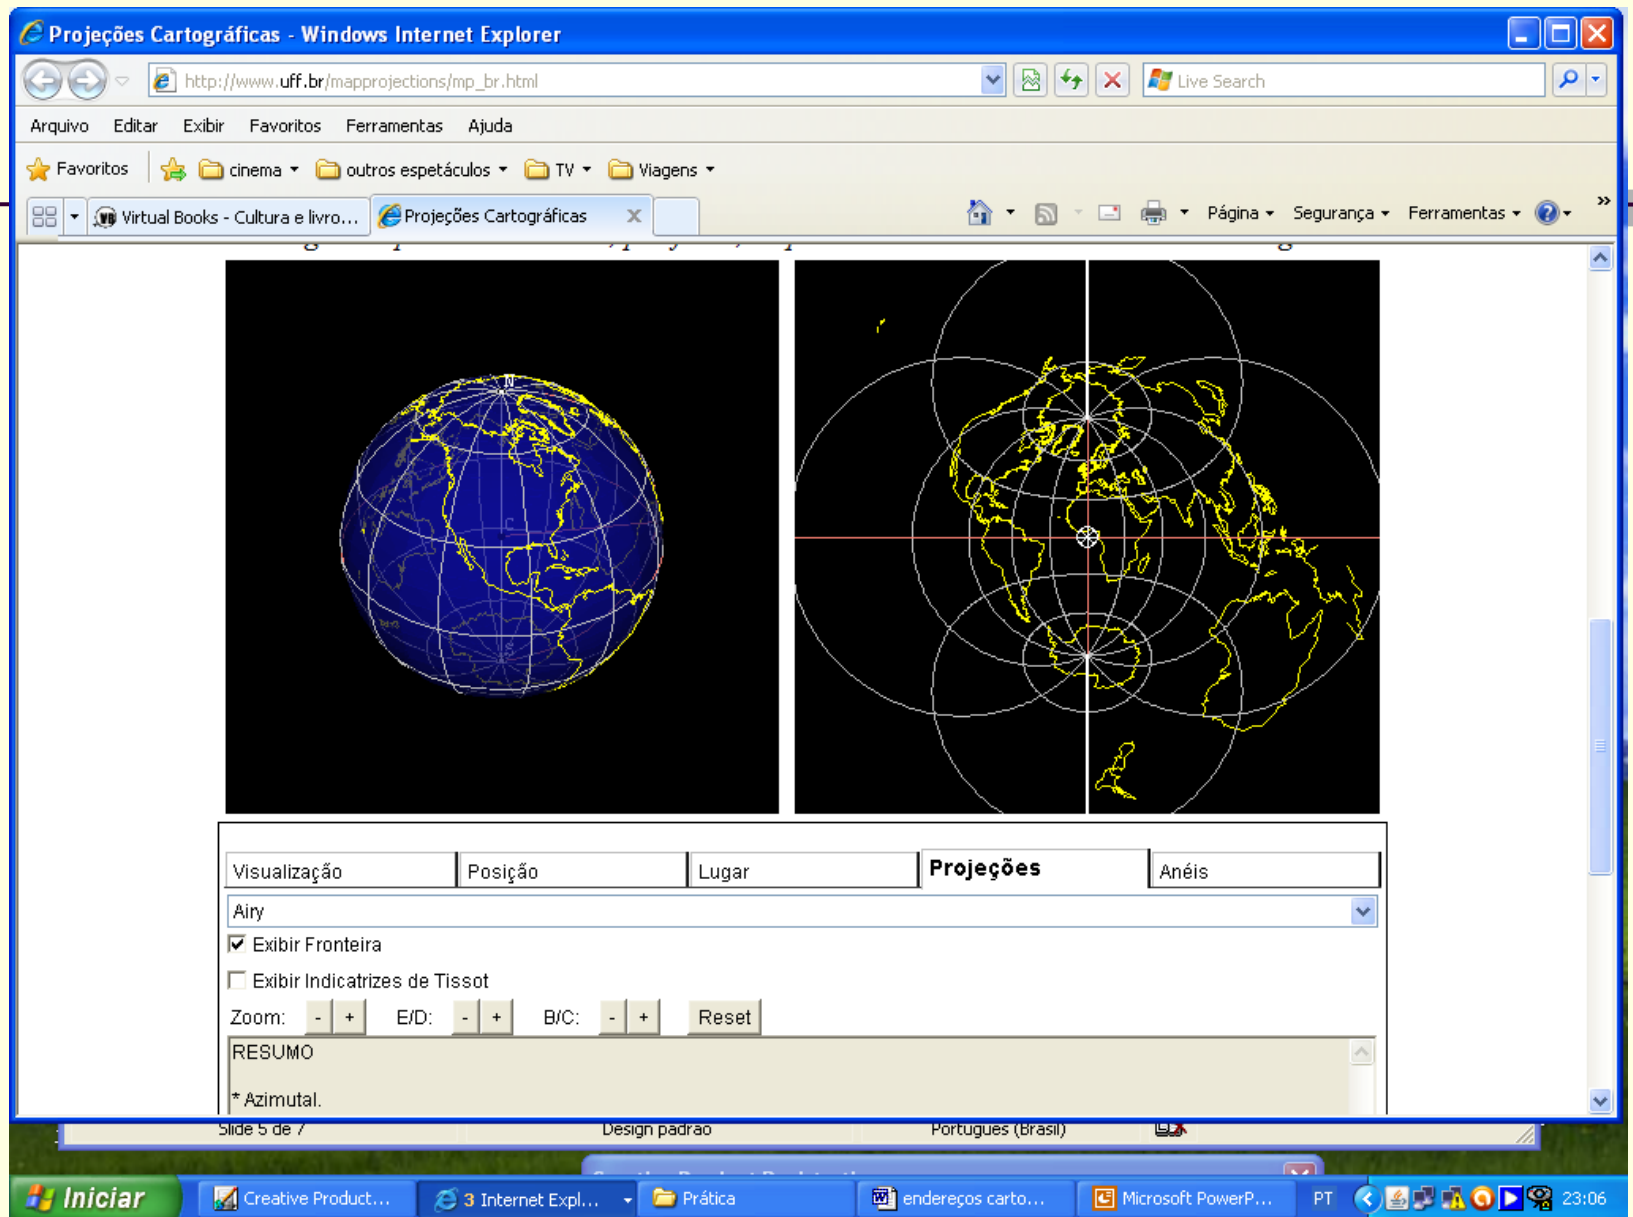 Projeções Cartográficas - Windows Internet Explorer
http://www.uff.br/mapprojections/mp_br.html
Live Search
Arquivo Editar Exibir Favoritos Ferramentas Ajuda
Favoritos cinema outros espetáculos TV Viagens
Virtual Books - Cultura e livro... Projeções Cartográficas X Página Segurança Ferramentas »
N
C
S
Visualização Posição Lugar Projeções Anéis
Airy
Exibir Fronteira
Exibir Indicatrizes de Tissot
Zoom: - + E/D: - + B/C: - + Reset
RESUMO
* Azimutal.
Slide 5 de 7 Design padrão Português (Brasil)
Iniciar Creative Product... 3 Internet Expl... Prática endereços carto... Microsoft PowerP... PT 23:06